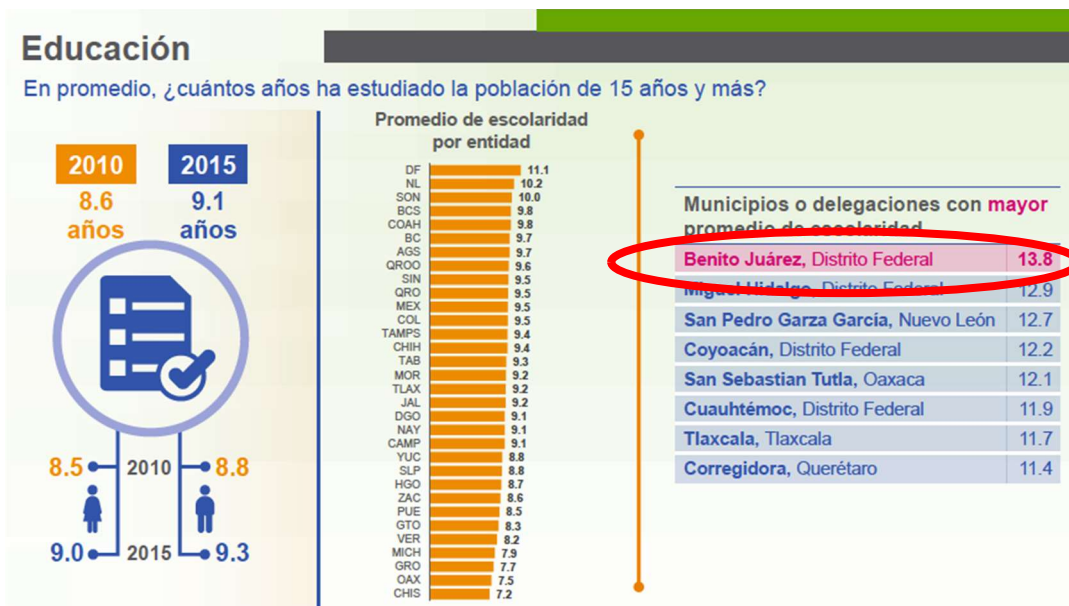 Educación
En promedio, ¿cuántos años ha estudiado la población de 15 años y más?
2010
2015
8.6
años
9.1
años
8.5
2010
8.8
9.0
2015
9.3
Promedio de escolaridad
por entidad
DF 11.1
NL 10.2
SON 10.0
BCS 9.8
COAH 9.8
BC 9.7
AGS 9.7
QROO 9.6
SIN 9.5
QRO 9.5
MEX 9.5
COL 9.5
TAMPS 9.4
CHIH 9.4
TAB 9.3
MOR 9.2
TLAX 9.2
JAL 9.2
DGO 9.1
NAY 9.1
CAMP 9.1
YUC 8.8
SLP 8.8
HGO 8.7
ZAC 8.6
PUE 8.5
GTO 8.3
VER 8.2
MICH 7.9
GRO 7.7
OAX 7.5
CHIS 7.2
Municipios o delegaciones con mayor
promedio de escolaridad
Benito Juárez, Distrito Federal 13.8
Miguel Hidalgo, Distrito Federal 12.9
San Pedro Garza García, Nuevo León 12.7
Coyoacán, Distrito Federal 12.2
San Sebastian Tutla, Oaxaca 12.1
Cuauhtémoc, Distrito Federal 11.9
Tlaxcala, Tlaxcala 11.7
Corregidora, Querétaro 11.4